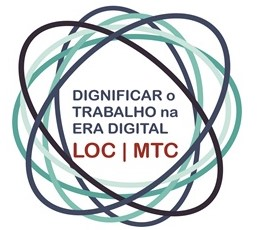 DIGNIFICAR o
TRABALHO na
ERA DIGITAL
LOC | MTC